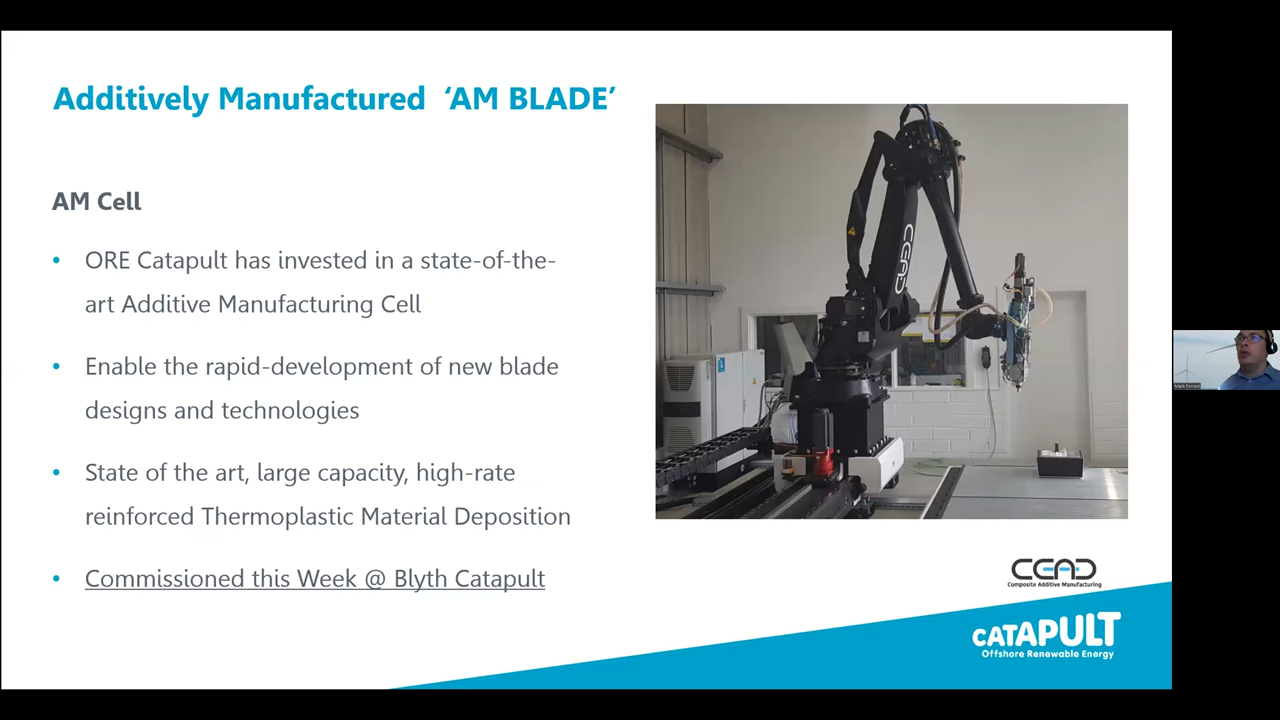 Additively Manufactured ‘AM BLADE’
AM Cell
• ORE Catapult has invested in a state-of-the-
art Additive Manufacturing Cell
• Enable the rapid-development of new blade
designs and technologies
• State of the art, large capacity, high-rate
reinforced Thermoplastic Material Deposition
• Commissioned this Week @ Blyth Catapult
CEAD
CEAD
Composite Additive Manufacturing
CATAPULT
Offshore Renewable Energy